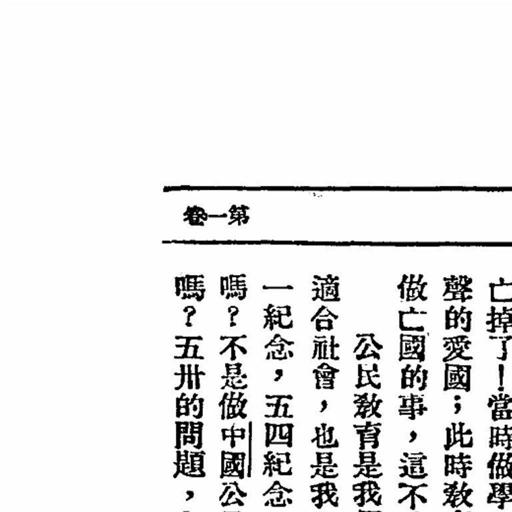 第一卷
亡掉了！當時做學
聲的愛國；此時敎
做亡國的事，這不
公民敎育是我
適合社會，也是我
一紀念，五四紀念
嗎？不是做中國公
嗎？五卅的問題，